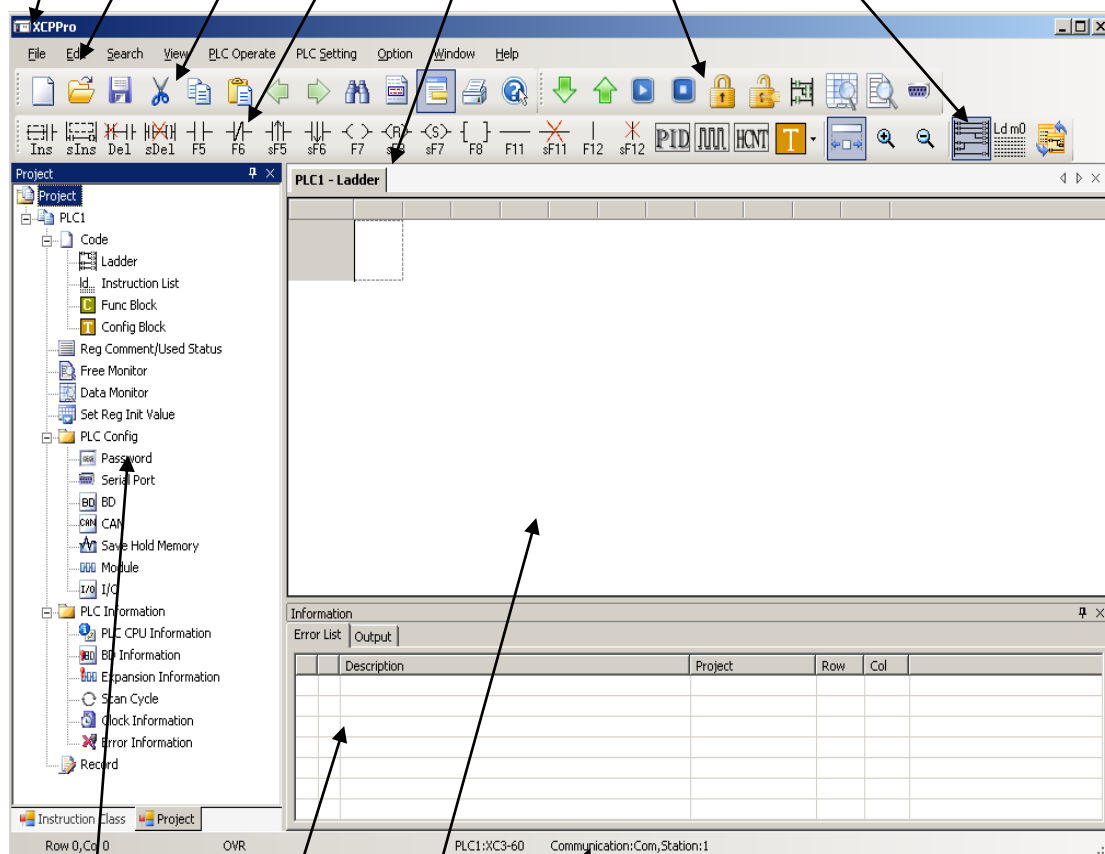 XCPPro
File Edit Search View PLC Operate PLC Setting Option Window Help
Ins sIns Del sDel F5 F6 sF5 sF6 F7 sF8 sF7 F8 F11 sF11 F12 sF12 PID HCNT T Ld m0
Project
PLC1 - Ladder
Project
PLC1
Code
Ladder
Instruction List
Func Block
Config Block
Reg Comment/Used Status
Free Monitor
Data Monitor
Set Reg Init Value
PLC Config
Password
Serial Port
BD BD
CAN CAN
Save Hold Memory
Module
I/O I/O
PLC Information
PLC CPU Information
BD Information
Expansion Information
Scan Cycle
Clock Information
Error Information
Record
Instruction Class Project
Information
Error List Output
Description Project Row Col
Row 0,Col 0 OVR PLC1:XC3-60 Communication:Com,Station:1